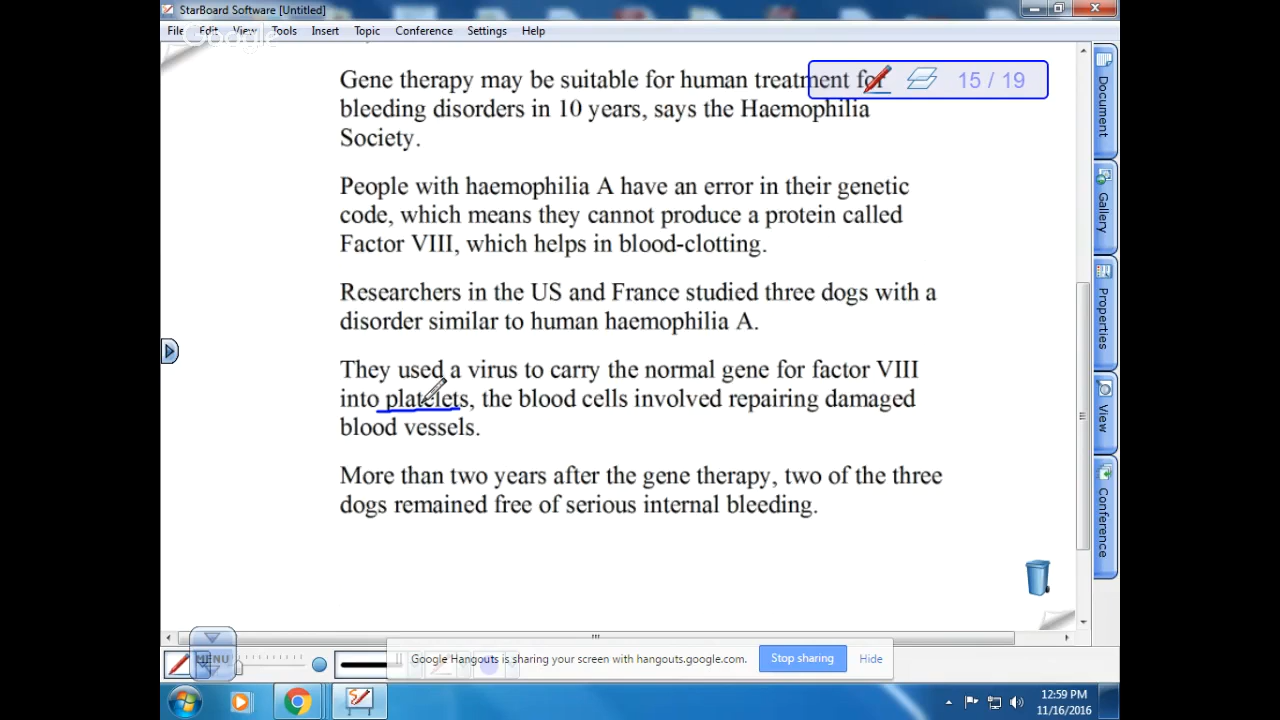 StarBoard Software [Untitled]
File Edit View Tools Insert Topic Conference Settings Help
Google
15 / 19
Gene therapy may be suitable for human treatment for
bleeding disorders in 10 years, says the Haemophilia
Society.
People with haemophilia A have an error in their genetic
code, which means they cannot produce a protein called
Factor VIII, which helps in blood-clotting.
Researchers in the US and France studied three dogs with a
disorder similar to human haemophilia A.
They used a virus to carry the normal gene for factor VIII
into platelets, the blood cells involved repairing damaged
blood vessels.
More than two years after the gene therapy, two of the three
dogs remained free of serious internal bleeding.
Document
Gallery
Properties
View
Conference
MENU
Google Hangouts is sharing your screen with hangouts.google.com.
Stop sharing
Hide
12:59 PM
11/16/2016